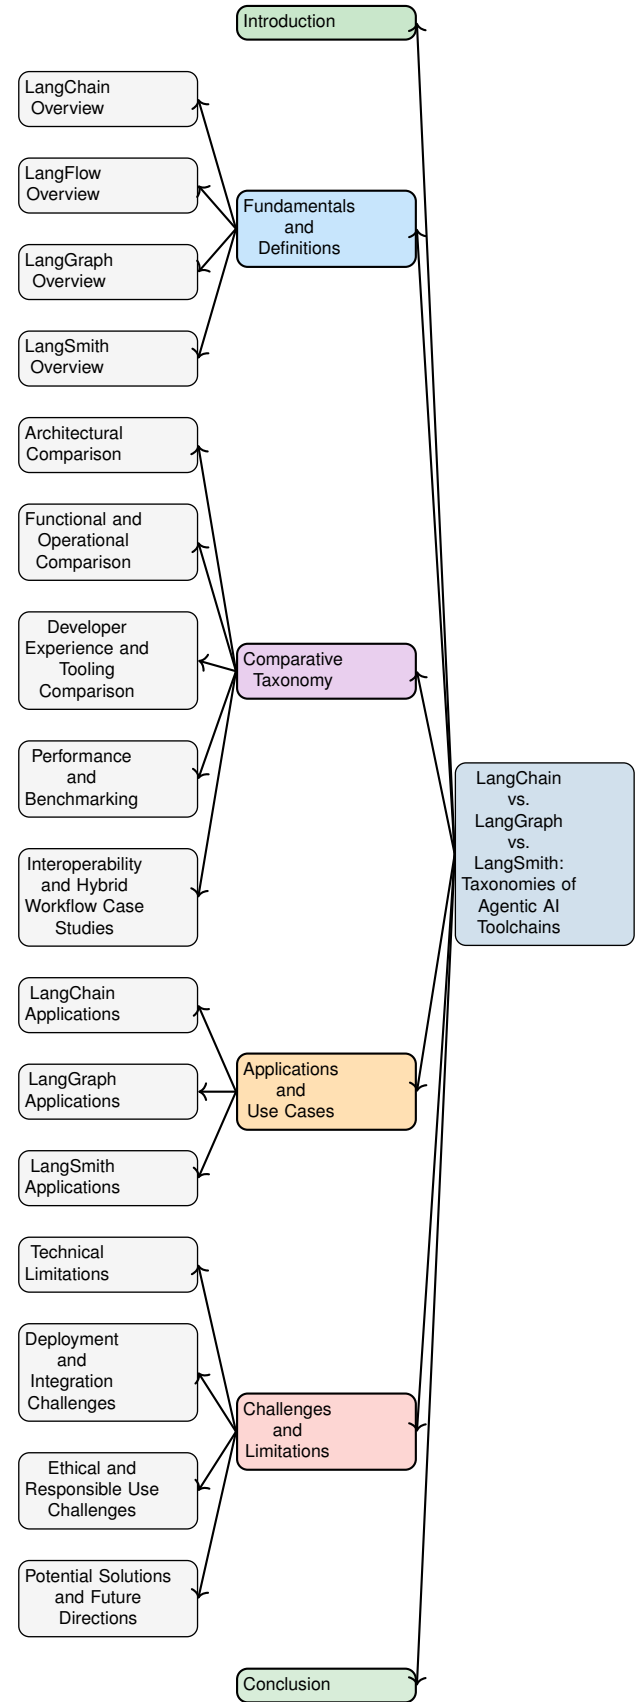 Introduction
LangChain
Overview
LangFlow
Overview
LangGraph
Overview
LangSmith
Overview
Fundamentals
and
Definitions
Architectural
Comparison
Functional and
Operational
Comparison
Developer
Experience and
Tooling
Comparison
Performance
and
Benchmarking
Interoperability
and Hybrid
Workflow Case
Studies
Comparative
Taxonomy
LangChain
vs.
LangGraph
vs.
LangSmith:
Taxonomies of
Agentic AI
Toolchains
LangChain
Applications
LangGraph
Applications
LangSmith
Applications
Applications
and
Use Cases
Technical
Limitations
Deployment
and
Integration
Challenges
Ethical and
Responsible Use
Challenges
Potential Solutions
and Future
Directions
Challenges
and
Limitations
Conclusion